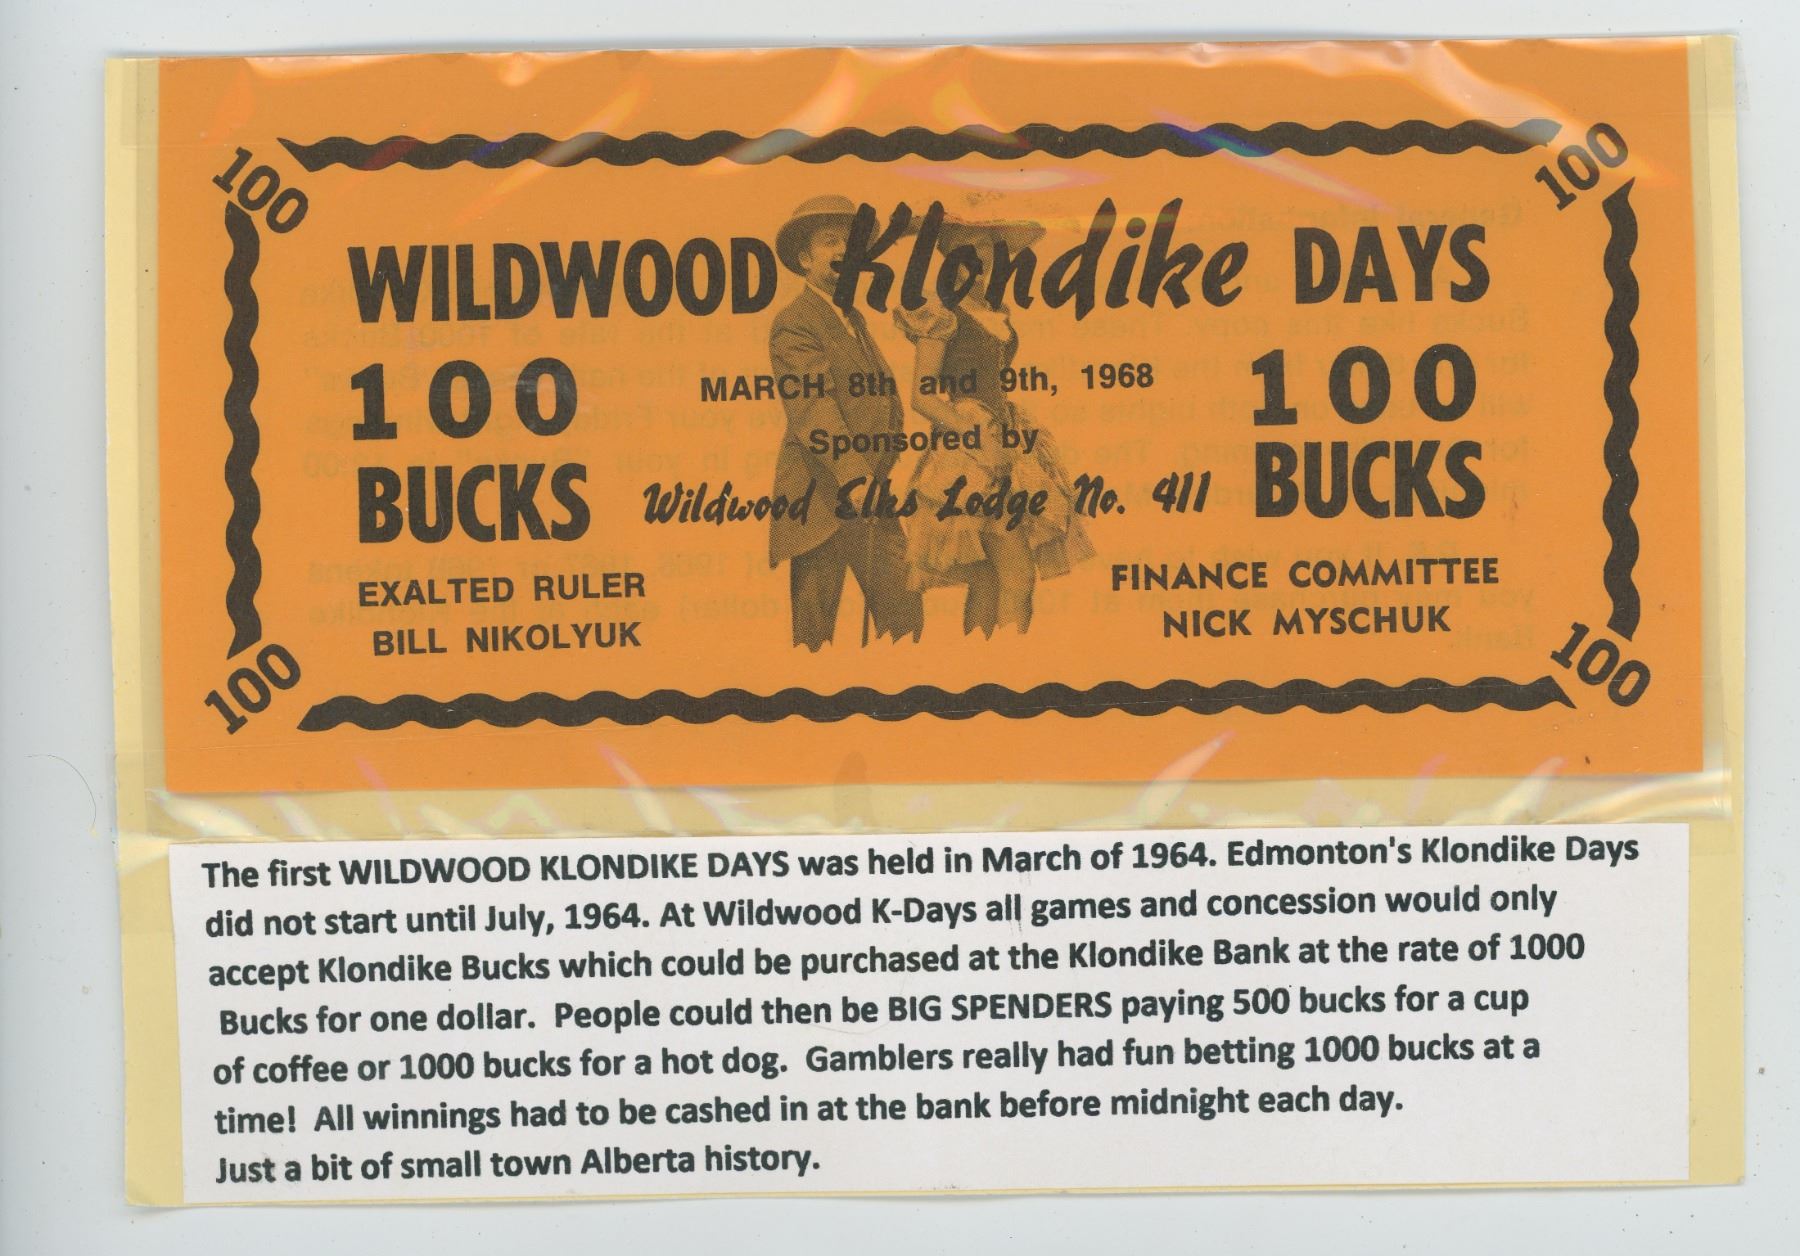 100
100
WILDWOOD Klondike DAYS
100 MARCH 8th and 9th, 1968 100
Sponsored by
BUCKS Wildwood Elks Lodge No. 411 BUCKS
EXALTED RULER
BILL NIKOLYUK
FINANCE COMMITTEE
NICK MYSCHUK
100
100
The first WILDWOOD KLONDIKE DAYS was held in March of 1964. Edmonton's Klondike Days
did not start until July, 1964. At Wildwood K-Days all games and concession would only
accept Klondike Bucks which could be purchased at the Klondike Bank at the rate of 1000
Bucks for one dollar. People could then be BIG SPENDERS paying 500 bucks for a cup
of coffee or 1000 bucks for a hot dog. Gamblers really had fun betting 1000 bucks at a
time! All winnings had to be cashed in at the bank before midnight each day.
Just a bit of small town Alberta history.